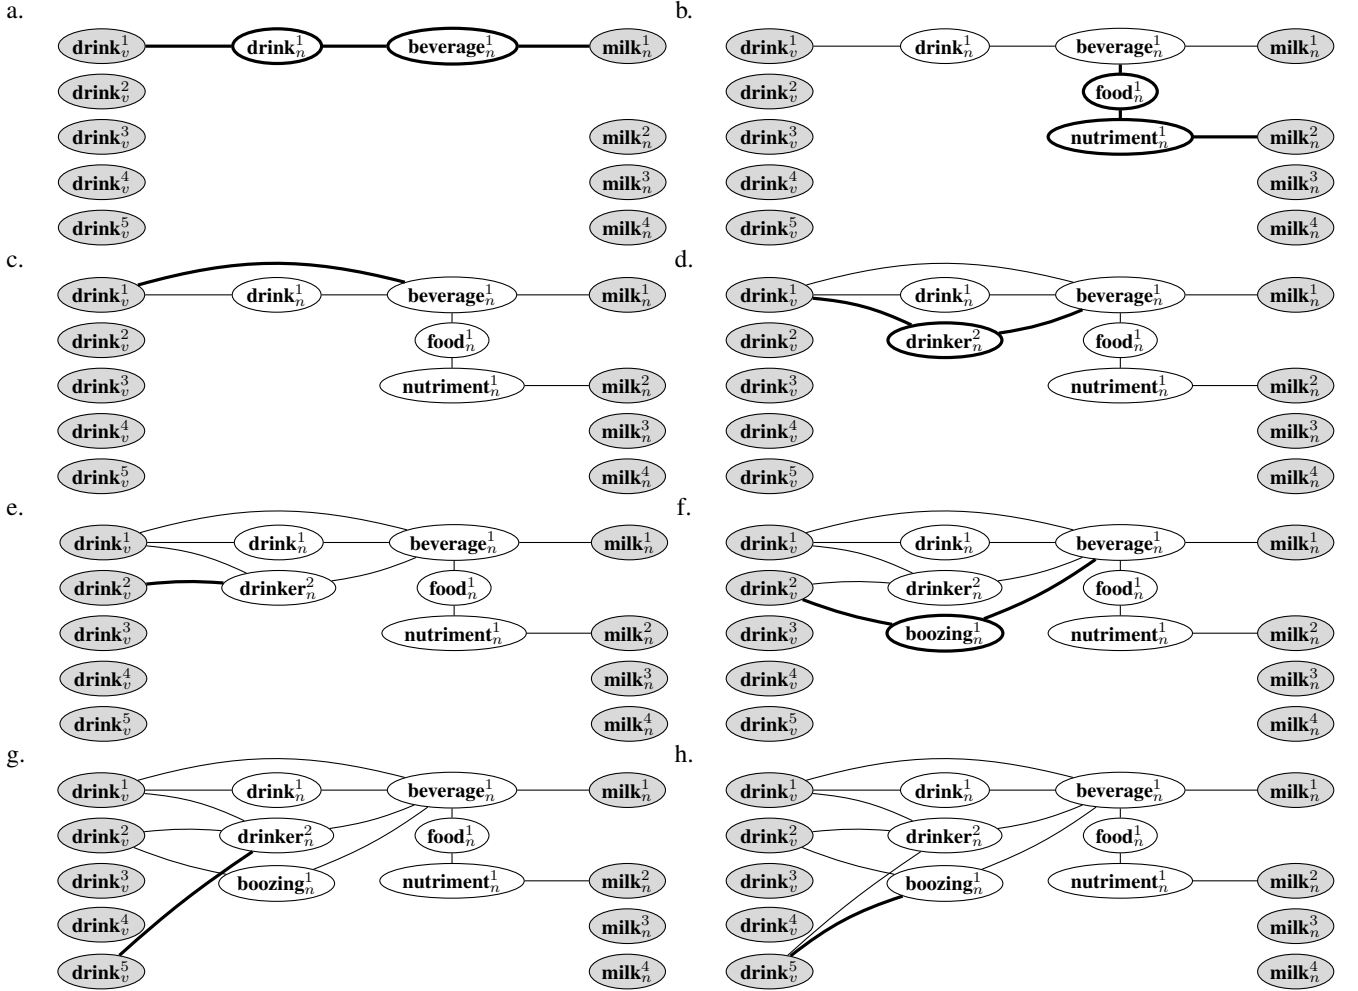 a. b.
drink¹ᵥ drink¹ₙ beverage¹ₙ milk¹ₙ drink¹ᵥ drink¹ₙ beverage¹ₙ milk¹ₙ
drink²ᵥ drink²ᵥ food¹ₙ
drink³ᵥ milk²ₙ drink³ᵥ nutriment¹ₙ milk²ₙ
drink⁴ᵥ milk³ₙ drink⁴ᵥ milk³ₙ
drink⁵ᵥ milk⁴ₙ drink⁵ᵥ milk⁴ₙ
c. d.
drink¹ᵥ drink¹ₙ beverage¹ₙ milk¹ₙ drink¹ᵥ drink¹ₙ beverage¹ₙ milk¹ₙ
drink²ᵥ food¹ₙ drink²ᵥ drinker²ₙ food¹ₙ
drink³ᵥ nutriment¹ₙ milk²ₙ drink³ᵥ nutriment¹ₙ milk²ₙ
drink⁴ᵥ milk³ₙ drink⁴ᵥ milk³ₙ
drink⁵ᵥ milk⁴ₙ drink⁵ᵥ milk⁴ₙ
e. f.
drink¹ᵥ drink¹ₙ beverage¹ₙ milk¹ₙ drink¹ᵥ drink¹ₙ beverage¹ₙ milk¹ₙ
drink²ᵥ drinker²ₙ food¹ₙ drink²ᵥ drinker²ₙ food¹ₙ
drink³ᵥ nutriment¹ₙ milk²ₙ drink³ᵥ boozing¹ₙ nutriment¹ₙ milk²ₙ
drink⁴ᵥ milk³ₙ drink⁴ᵥ milk³ₙ
drink⁵ᵥ milk⁴ₙ drink⁵ᵥ milk⁴ₙ
g. h.
drink¹ᵥ drink¹ₙ beverage¹ₙ milk¹ₙ drink¹ᵥ drink¹ₙ beverage¹ₙ milk¹ₙ
drink²ᵥ drinker²ₙ food¹ₙ drink²ᵥ drinker²ₙ food¹ₙ
drink³ᵥ boozing¹ₙ nutriment¹ₙ milk²ₙ drink³ᵥ boozing¹ₙ nutriment¹ₙ milk²ₙ
drink⁴ᵥ milk³ₙ drink⁴ᵥ milk³ₙ
drink⁵ᵥ milk⁴ₙ drink⁵ᵥ milk⁴ₙ